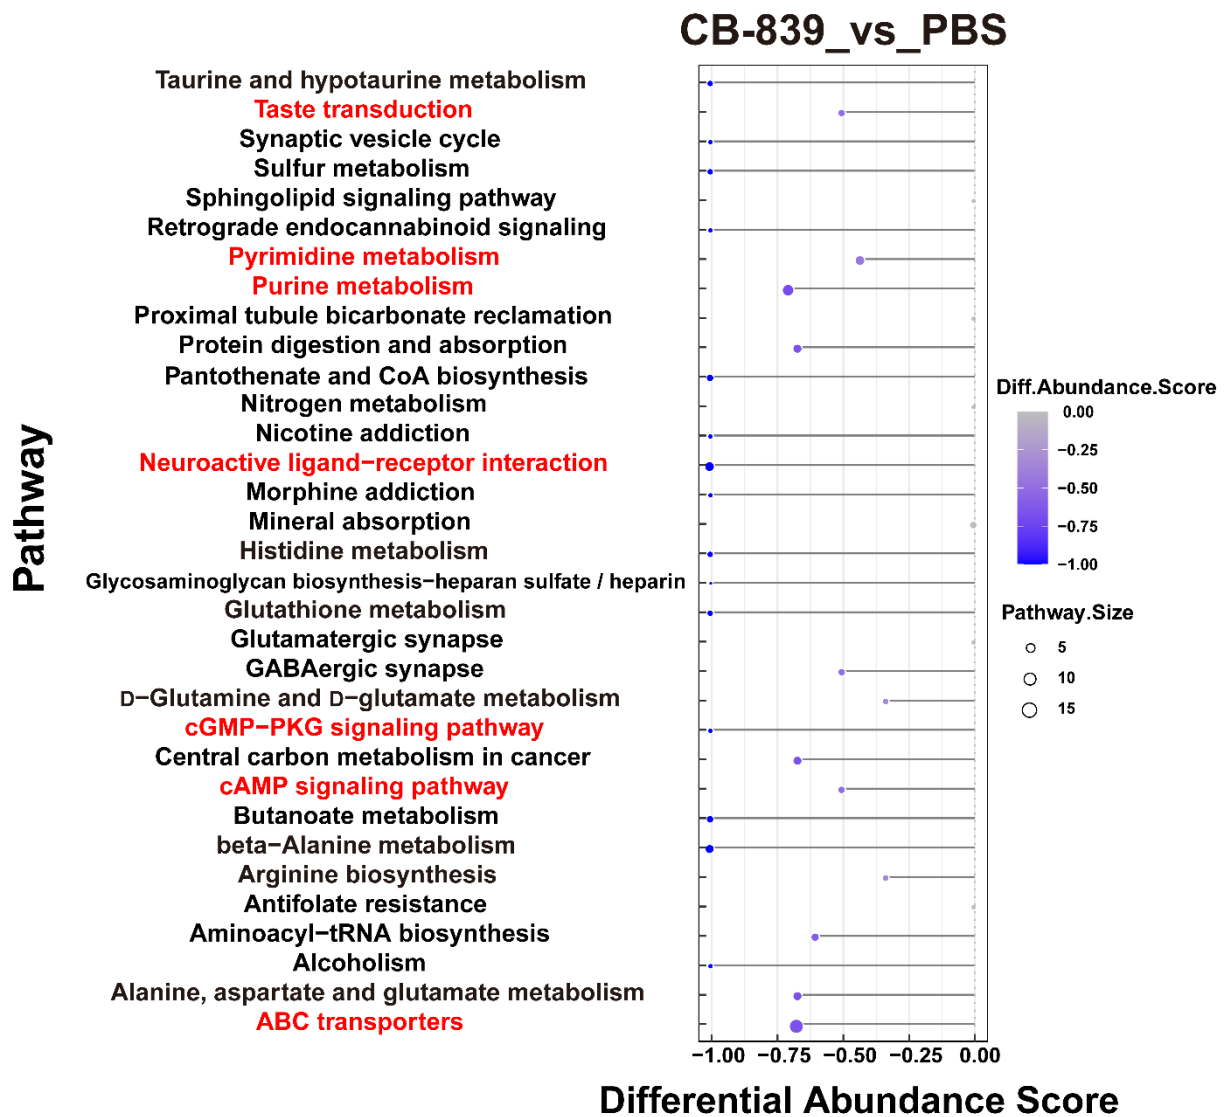 CB-839_vs_PBS
Taurine and hypotaurine metabolism
Taste transduction
Synaptic vesicle cycle
Sulfur metabolism
Sphingolipid signaling pathway
Retrograde endocannabinoid signaling
Pyrimidine metabolism
Purine metabolism
Proximal tubule bicarbonate reclamation
Protein digestion and absorption
Pantothenate and CoA biosynthesis
Nitrogen metabolism
Nicotine addiction
Neuroactive ligand−receptor interaction
Morphine addiction
Mineral absorption
Histidine metabolism
Glycosaminoglycan biosynthesis−heparan sulfate / heparin
Glutathione metabolism
Glutamatergic synapse
GABAergic synapse
D−Glutamine and D−glutamate metabolism
cGMP−PKG signaling pathway
Central carbon metabolism in cancer
cAMP signaling pathway
Butanoate metabolism
beta−Alanine metabolism
Arginine biosynthesis
Antifolate resistance
Aminoacyl−tRNA biosynthesis
Alcoholism
Alanine, aspartate and glutamate metabolism
ABC transporters
Pathway
−1.00 −0.75 −0.50 −0.25 0.00
Differential Abundance Score
Diff.Abundance.Score
0.00
−0.25
−0.50
−0.75
−1.00
Pathway.Size
5
10
15